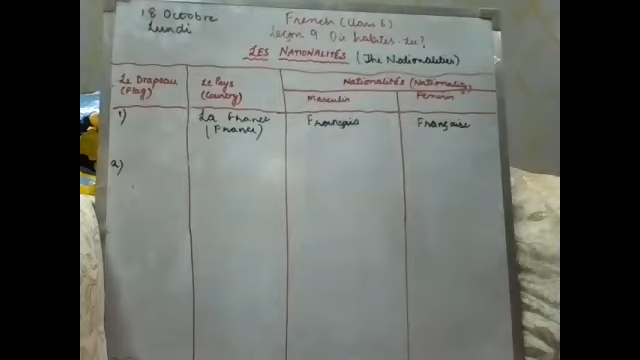 18 Octobre
Lundi
French (Class 6)
Leçon 9 Où habites-tu?
LES NATIONALITÉS (The Nationalities)
Le Drapeau
(Flag)
Le Pays
(Country)
Nationalités (Nationality)
Masculin
Feminin
1)
La France
(France)
Français
Française
2)